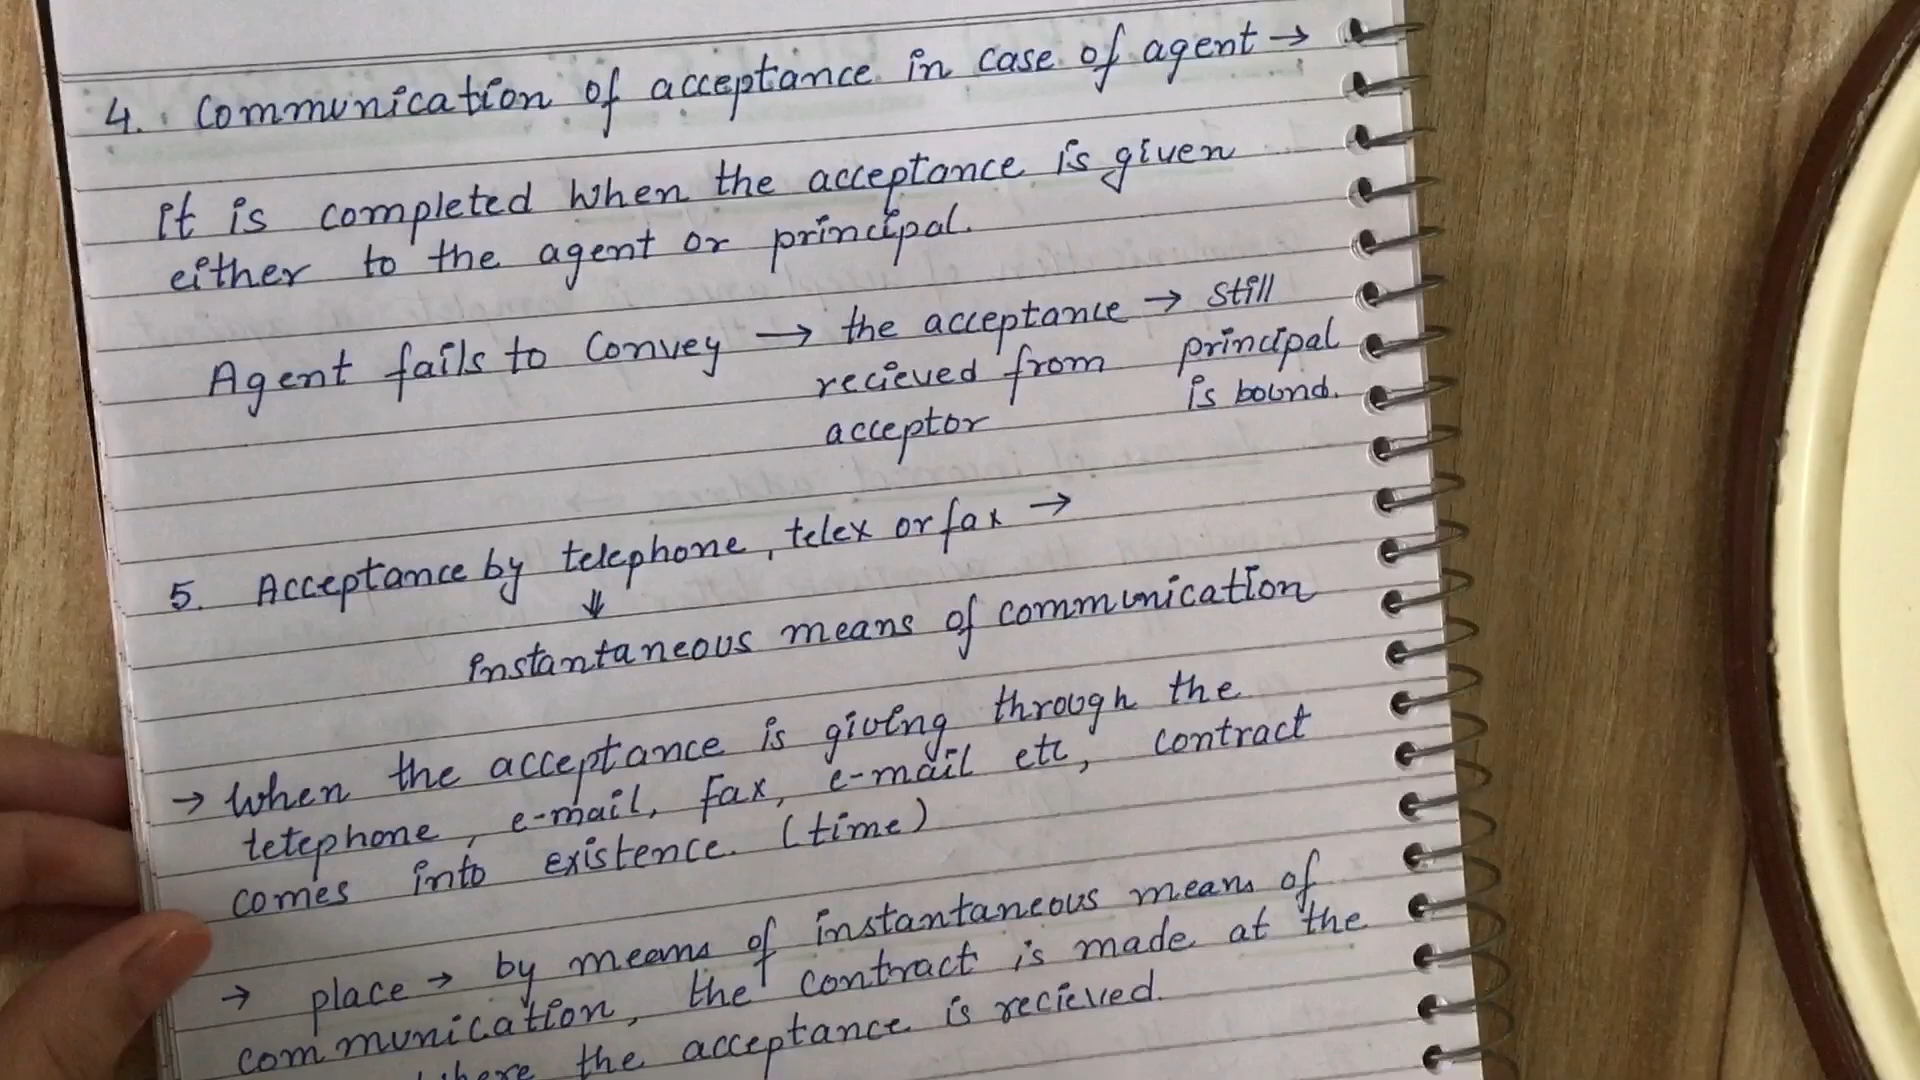 4. Communication of acceptance in case of agent →
it is completed when the acceptance is given
either to the agent or principal.
Agent fails to convey → the acceptance → still
recieved from principal
acceptor is bound.
5. Acceptance by telephone, telex or fax →
↓
instantaneous means of communication
→ When the acceptance is giving through the
tetephone, e-mail, fax, e-mail etc, contract
comes into existence. (time)
→ place → by means of instantaneous means of
communication, the contract is made at the
the acceptance is recieved.